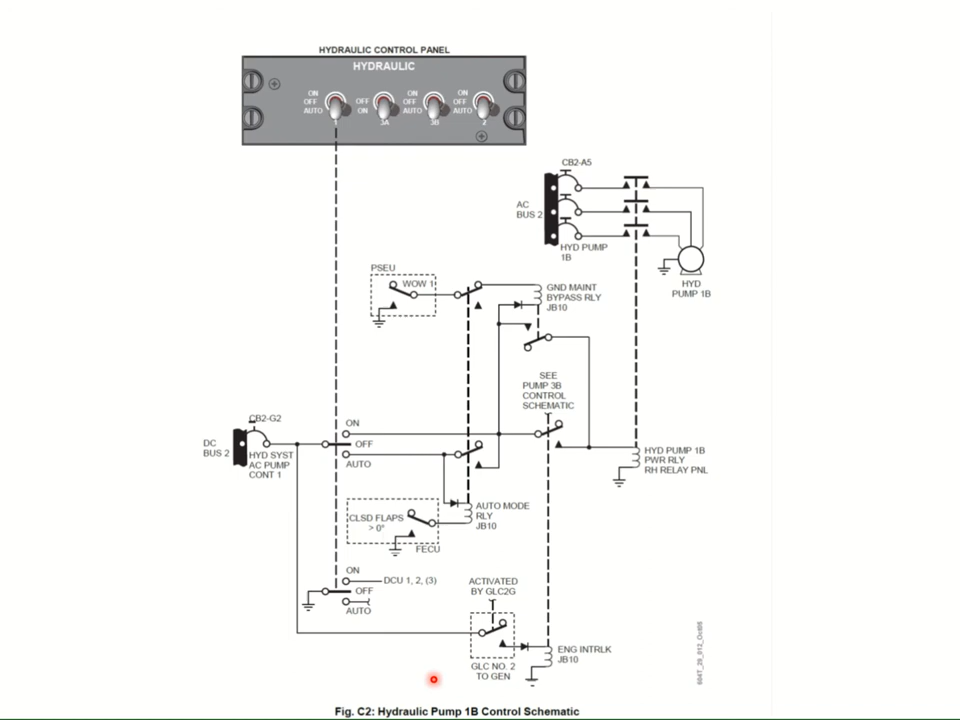 HYDRAULIC CONTROL PANEL
HYDRAULIC
ON
OFF
AUTO
1
OFF
ON
3A
ON
OFF
AUTO
3B
ON
OFF
AUTO
2
CB2-A5
AC
BUS 2
HYD PUMP
1B
HYD
PUMP 1B
PSEU
WOW 1
GND MAINT
BYPASS RLY
JB10
SEE
PUMP 3B
CONTROL
SCHEMATIC
CB2-G2
DC
BUS 2
HYD SYST
AC PUMP
CONT 1
ON
OFF
AUTO
HYD PUMP 1B
PWR RLY
RH RELAY PNL
CLSD FLAPS
> 0°
FECU
AUTO MODE
RLY
JB10
ON
DCU 1, 2, (3)
OFF
AUTO
ACTIVATED
BY GLC2G
GLC NO. 2
TO GEN
ENG INTRLK
JB10
Fig. C2: Hydraulic Pump 1B Control Schematic